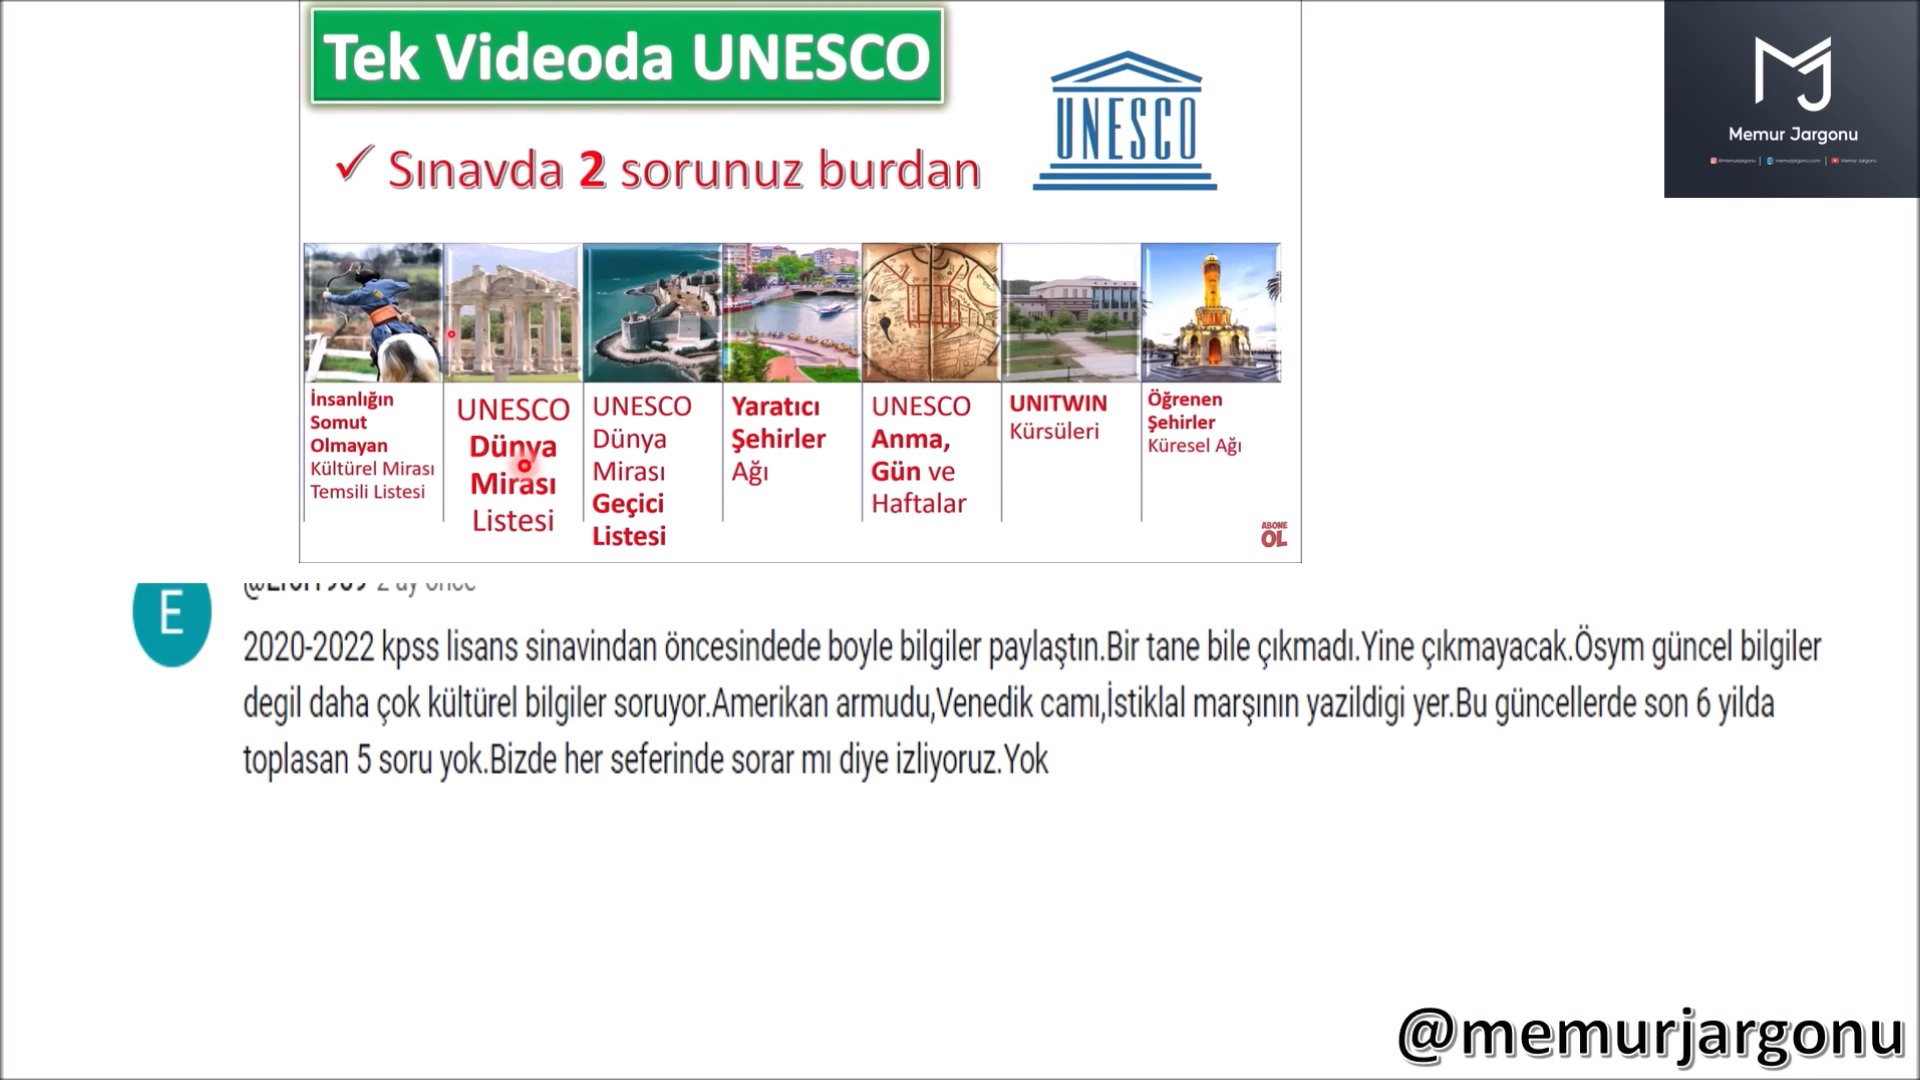 Tek Videoda UNESCO
✓ Sınavda 2 sorunuz burdan
UNESCO
Memur Jargonu
İnsanlığın
Somut
Olmayan
Kültürel Mirası
Temsili Listesi
UNESCO
Dünya
Mirası
Listesi
UNESCO
Dünya
Mirası
Geçici
Listesi
Yaratıcı
Şehirler
Ağı
UNESCO
Anma,
Gün ve
Haftalar
UNITWIN
Kürsüleri
Öğrenen
Şehirler
Küresel Ağı
ABONE
OL
E
2 ay önce
2020-2022 kpss lisans sinavindan öncesindede boyle bilgiler paylaştın.Bir tane bile çıkmadı.Yine çıkmayacak.Ösym güncel bilgiler
degil daha çok kültürel bilgiler soruyor.Amerikan armudu,Venedik camı,İstiklal marşının yazildigi yer.Bu güncellerde son 6 yilda
toplasan 5 soru yok.Bizde her seferinde sorar mı diye izliyoruz.Yok
@memurjargonu